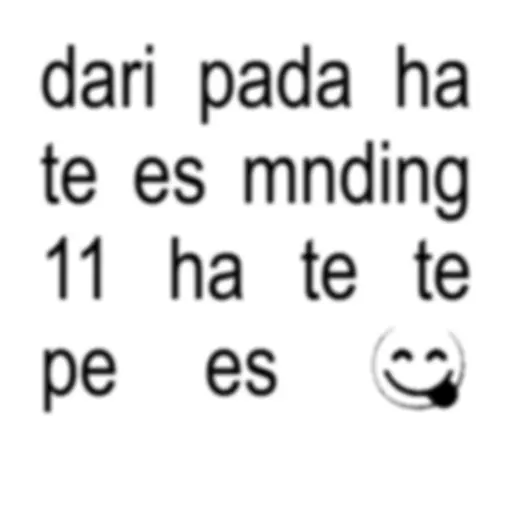 dari pada ha
te es mnding
11 ha te te
pe es 😋